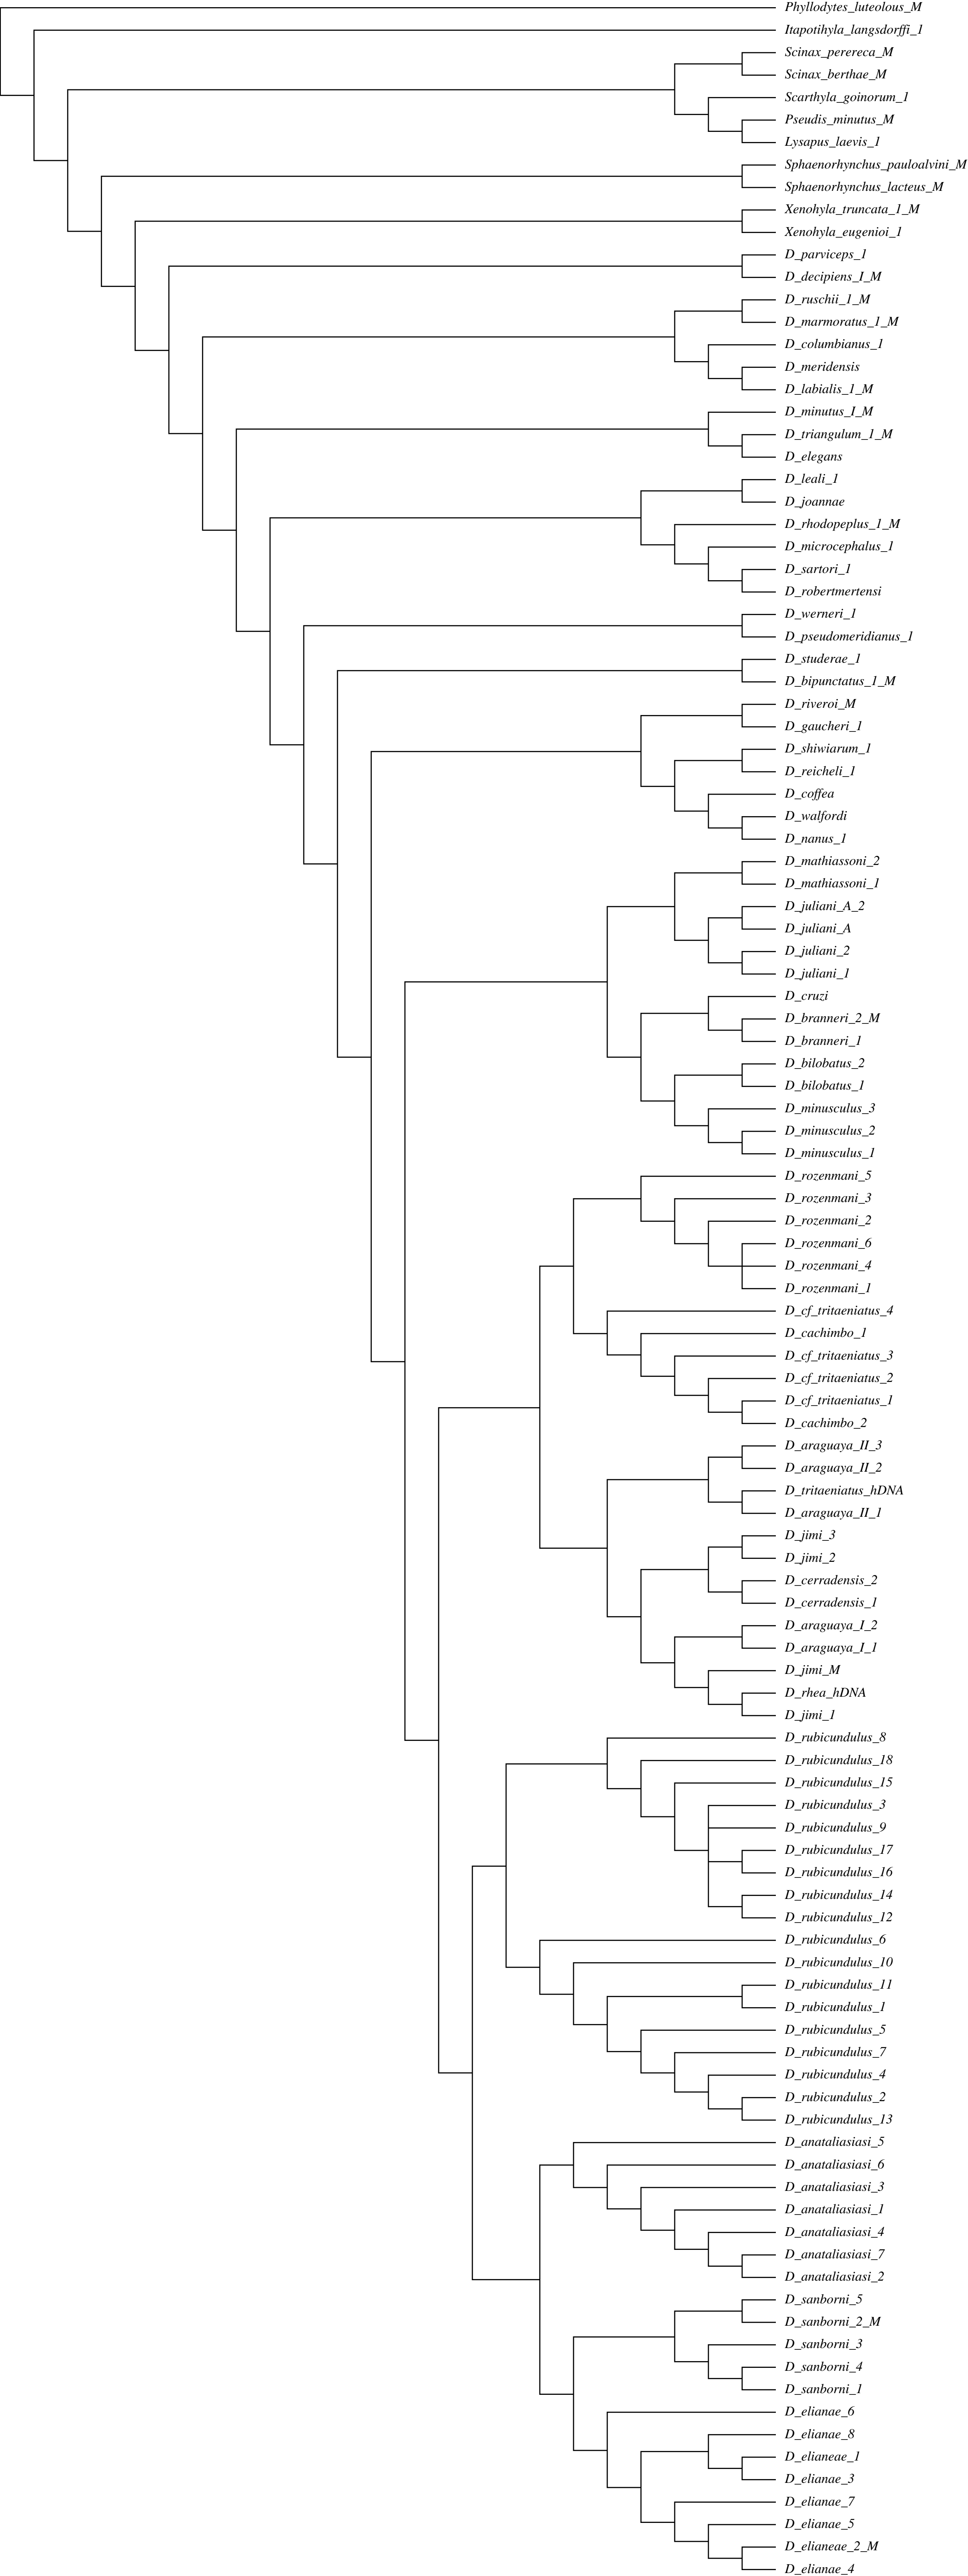 Phyllodytes_luteolous_M
Itapotihyla_langsdorffi_1
Scinax_perereca_M
Scinax_berthae_M
Scarthyla_goinorum_1
Pseudis_minutus_M
Lysapus_laevis_1
Sphaenorhynchus_pauloalvini_M
Sphaenorhynchus_lacteus_M
Xenohyla_truncata_1_M
Xenohyla_eugenioi_1
D_parviceps_1
D_decipiens_I_M
D_ruschii_1_M
D_marmoratus_1_M
D_columbianus_1
D_meridensis
D_labialis_1_M
D_minutus_I_M
D_triangulum_1_M
D_elegans
D_leali_1
D_joannae
D_rhodopeplus_1_M
D_microcephalus_1
D_sartori_1
D_robertmertensi
D_werneri_1
D_pseudomeridianus_1
D_studerae_1
D_bipunctatus_1_M
D_riveroi_M
D_gaucheri_1
D_shiwiarum_1
D_reicheli_1
D_coffea
D_walfordi
D_nanus_1
D_mathiassoni_2
D_mathiassoni_1
D_juliani_A_2
D_juliani_A
D_juliani_2
D_juliani_1
D_cruzi
D_branneri_2_M
D_branneri_1
D_bilobatus_2
D_bilobatus_1
D_minusculus_3
D_minusculus_2
D_minusculus_1
D_rozenmani_5
D_rozenmani_3
D_rozenmani_2
D_rozenmani_6
D_rozenmani_4
D_rozenmani_1
D_cf_tritaeniatus_4
D_cachimbo_1
D_cf_tritaeniatus_3
D_cf_tritaeniatus_2
D_cf_tritaeniatus_1
D_cachimbo_2
D_araguaya_II_3
D_araguaya_II_2
D_tritaeniatus_hDNA
D_araguaya_II_1
D_jimi_3
D_jimi_2
D_cerradensis_2
D_cerradensis_1
D_araguaya_I_2
D_araguaya_I_1
D_jimi_M
D_rhea_hDNA
D_jimi_1
D_rubicundulus_8
D_rubicundulus_18
D_rubicundulus_15
D_rubicundulus_3
D_rubicundulus_9
D_rubicundulus_17
D_rubicundulus_16
D_rubicundulus_14
D_rubicundulus_12
D_rubicundulus_6
D_rubicundulus_10
D_rubicundulus_11
D_rubicundulus_1
D_rubicundulus_5
D_rubicundulus_7
D_rubicundulus_4
D_rubicundulus_2
D_rubicundulus_13
D_anataliasiasi_5
D_anataliasiasi_6
D_anataliasiasi_3
D_anataliasiasi_1
D_anataliasiasi_4
D_anataliasiasi_7
D_anataliasiasi_2
D_sanborni_5
D_sanborni_2_M
D_sanborni_3
D_sanborni_4
D_sanborni_1
D_elianae_6
D_elianae_8
D_elianeae_1
D_elianae_3
D_elianae_7
D_elianae_5
D_elianeae_2_M
D_elianae_4